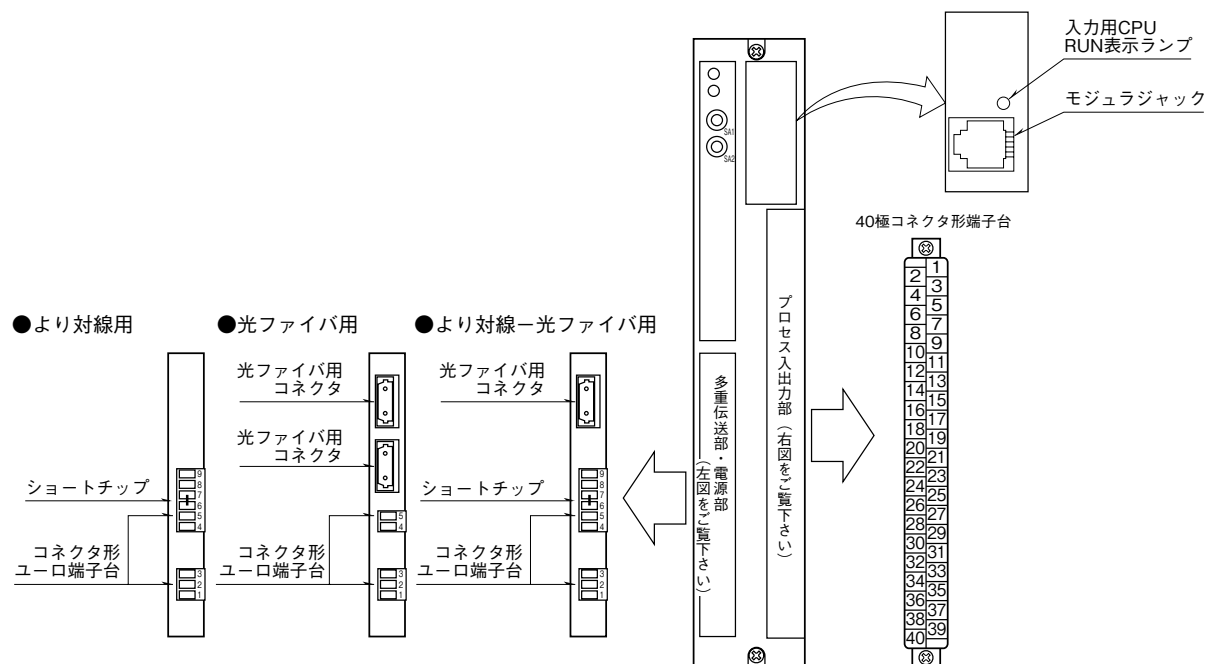 入力用CPU
RUN表示ランプ
モジュラジャック
SA1
SA2
40極コネクタ形端子台
1
2
3
4
5
6
7
8
9
10
11
12
13
14
15
16
17
18
19
20
21
22
23
24
25
26
27
28
29
30
31
32
33
34
35
36
37
38
39
40
プロセス入出力部（右図をご覧下さい）
多重伝送部・電源部
（左図をご覧下さい）
●より対線用
ショートチップ
コネクタ形
ユーロ端子台
9
8
7
6
5
4
3
2
1
●光ファイバ用
光ファイバ用
コネクタ
光ファイバ用
コネクタ
コネクタ形
ユーロ端子台
5
4
3
2
1
●より対線－光ファイバ用
光ファイバ用
コネクタ
ショートチップ
コネクタ形
ユーロ端子台
9
8
7
6
5
4
3
2
1